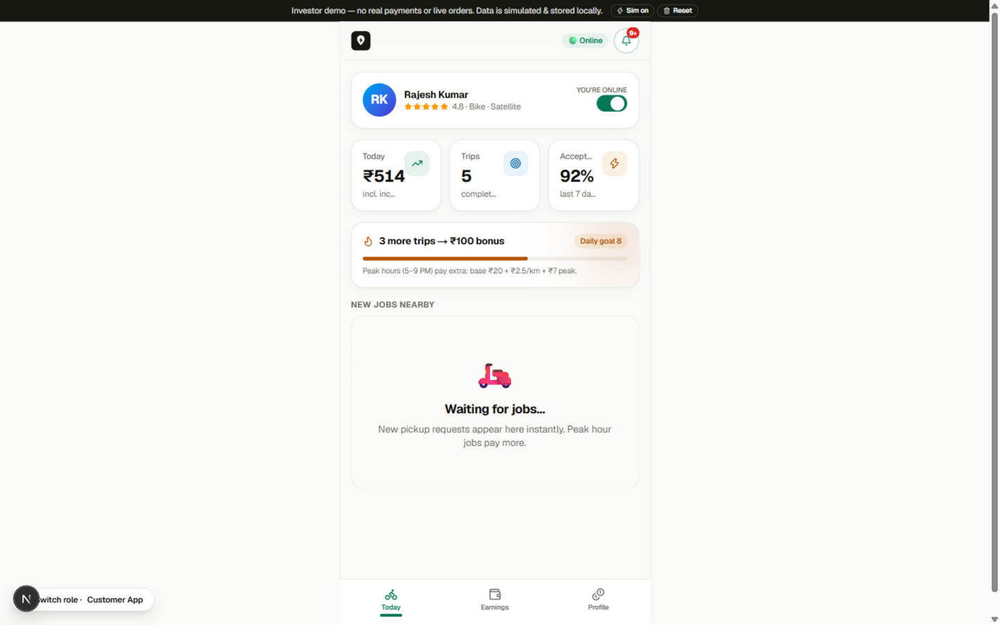 Investor demo — no real payments or live orders. Data is simulated & stored locally. Sim on Reset
Online 9+
RK
Rajesh Kumar
4.8 · Bike · Satellite
YOU'RE ONLINE
Today
₹514
incl. inc...
Trips
5
complet...
Accept...
92%
last 7 da...
3 more trips → ₹100 bonus
Daily goal 8
Peak hours (5–9 PM) pay extra: base ₹20 + ₹2.5/km + ₹7 peak.
NEW JOBS NEARBY
Waiting for jobs...
New pickup requests appear here instantly. Peak hour
jobs pay more.
N
witch role · Customer App
Today
Earnings
Profile